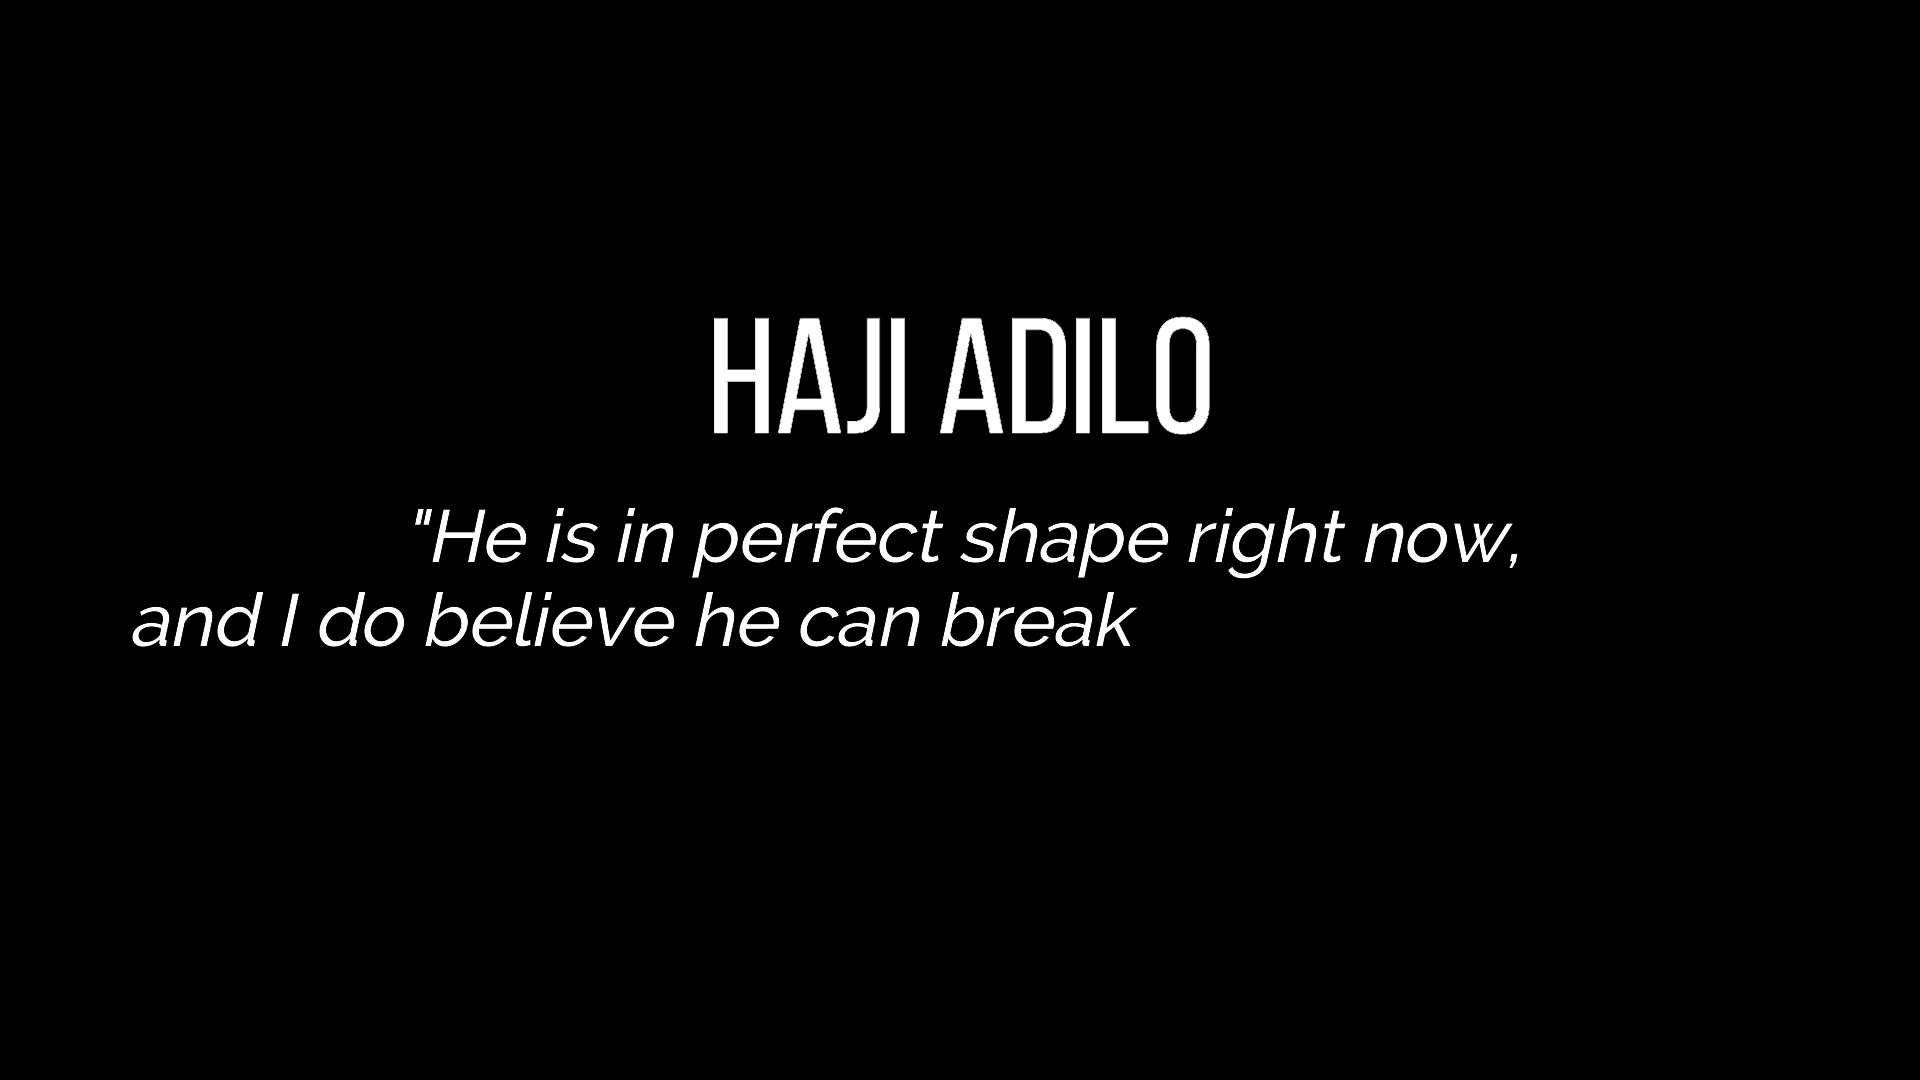 HAJI ADILO
"He is in perfect shape right now,
and I do believe he can break